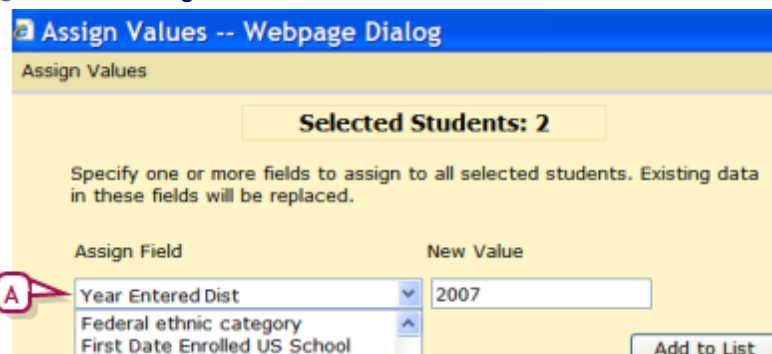 Assign Values -- Webpage Dialog
Assign Values
Selected Students: 2
Specify one or more fields to assign to all selected students. Existing data
in these fields will be replaced.
Assign Field New Value
A Year Entered Dist 2007
Federal ethnic category
First Date Enrolled US School Add to List